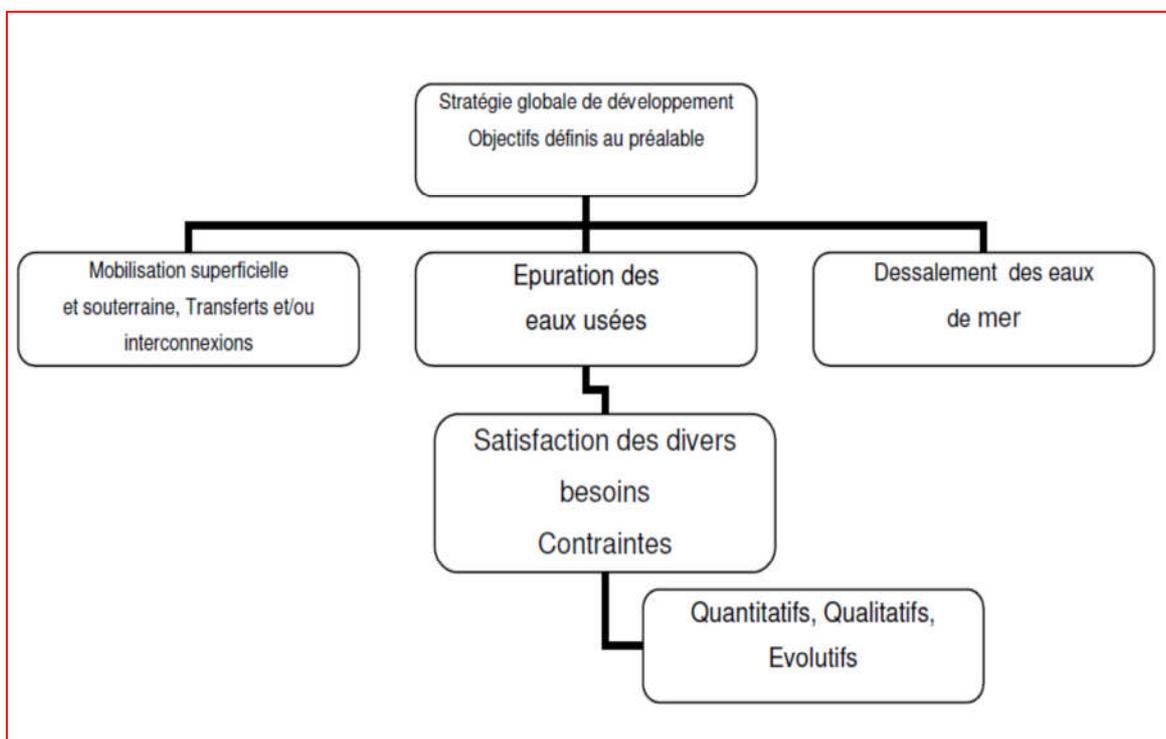 Stratégie globale de développement
Objectifs définis au préalable
Mobilisation superficielle
et souterraine, Transferts et/ou
interconnexions
Epuration des
eaux usées
Dessalement des eaux
de mer
Satisfaction des divers
besoins
Contraintes
Quantitatifs, Qualitatifs,
Evolutifs